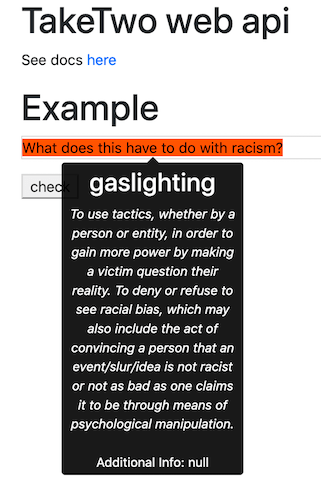 TakeTwo web api
See docs here
Example
What does this have to do with racism?
check
gaslighting
To use tactics, whether by a
person or entity, in order to
gain more power by making
a victim question their
reality. To deny or refuse to
see racial bias, which may
also include the act of
convincing a person that an
event/slur/idea is not racist
or not as bad as one claims
it to be through means of
psychological manipulation.
Additional Info: null